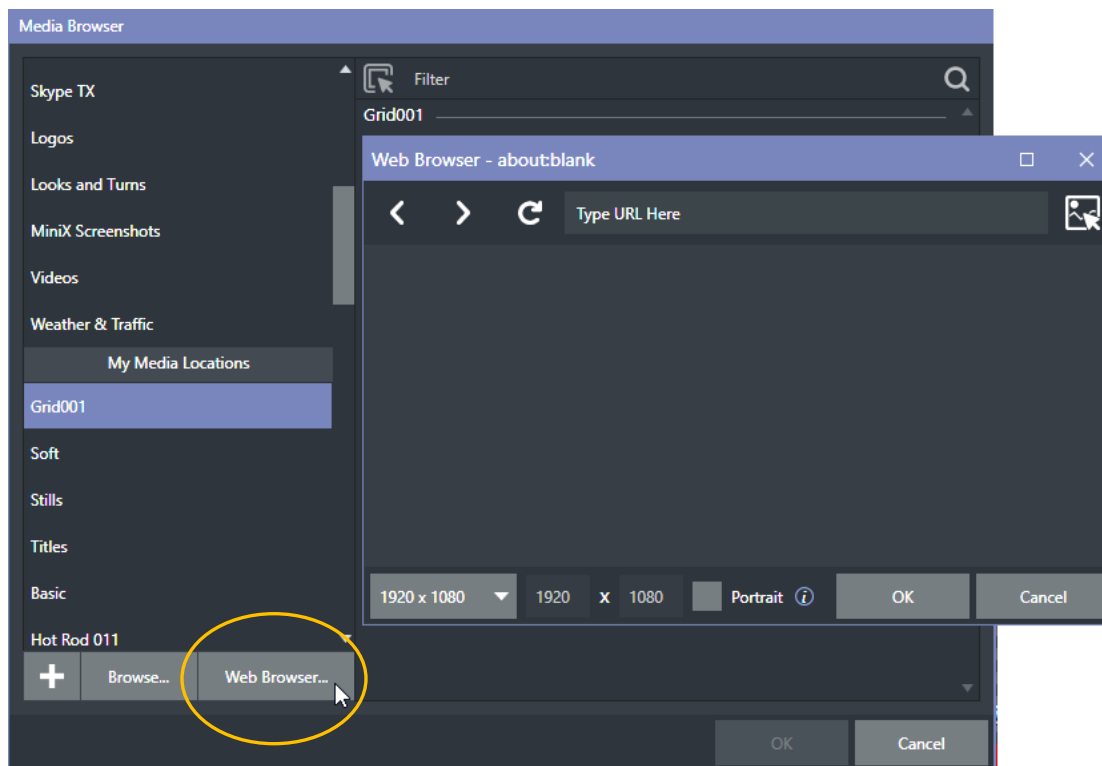 Media Browser
Skype TX
Logos
Looks and Turns
MiniX Screenshots
Videos
Weather & Traffic
My Media Locations
Grid001
Soft
Stills
Titles
Basic
Hot Rod 011
Browse...
Web Browser...
Filter
Grid001
Web Browser - about:blank
Type URL Here
1920 x 1080
1920 x 1080
Portrait
OK
Cancel
OK
Cancel